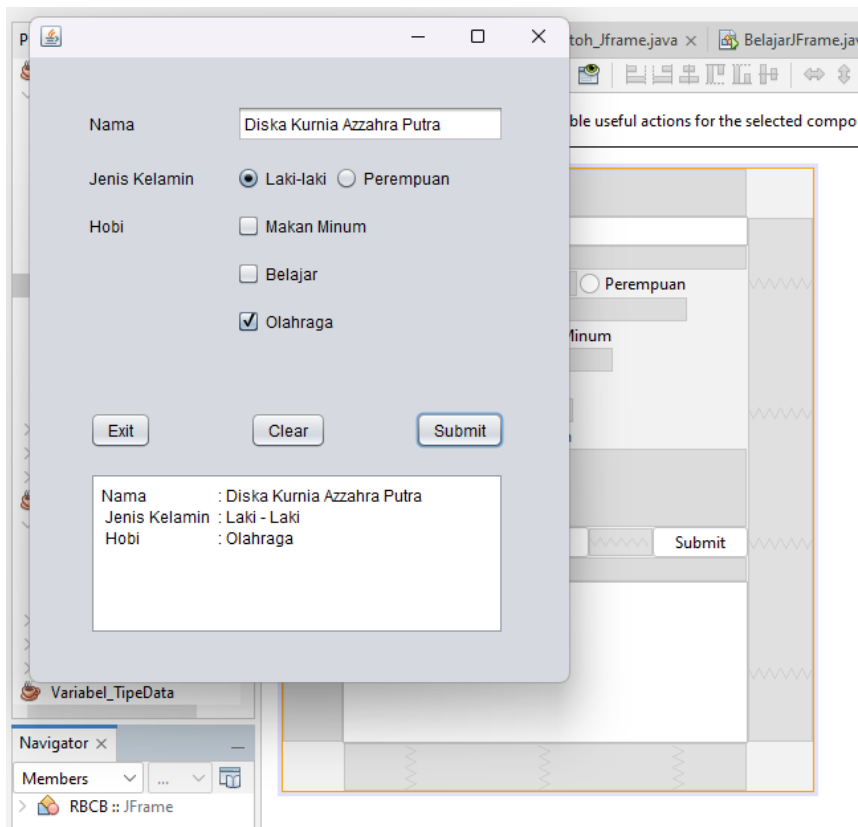 P
toh_Jframe.java × BelajarJFrame.jav
ble useful actions for the selected compo
Nama Diska Kurnia Azzahra Putra
Jenis Kelamin Laki-laki Perempuan
Hobi Makan Minum
Belajar
Olahraga
Exit Clear Submit
Nama : Diska Kurnia Azzahra Putra
Jenis Kelamin : Laki - Laki
Hobi : Olahraga
Perempuan
Minum
Submit
Variabel_TipeData
Navigator ×
Members ...
RBCB :: JFrame